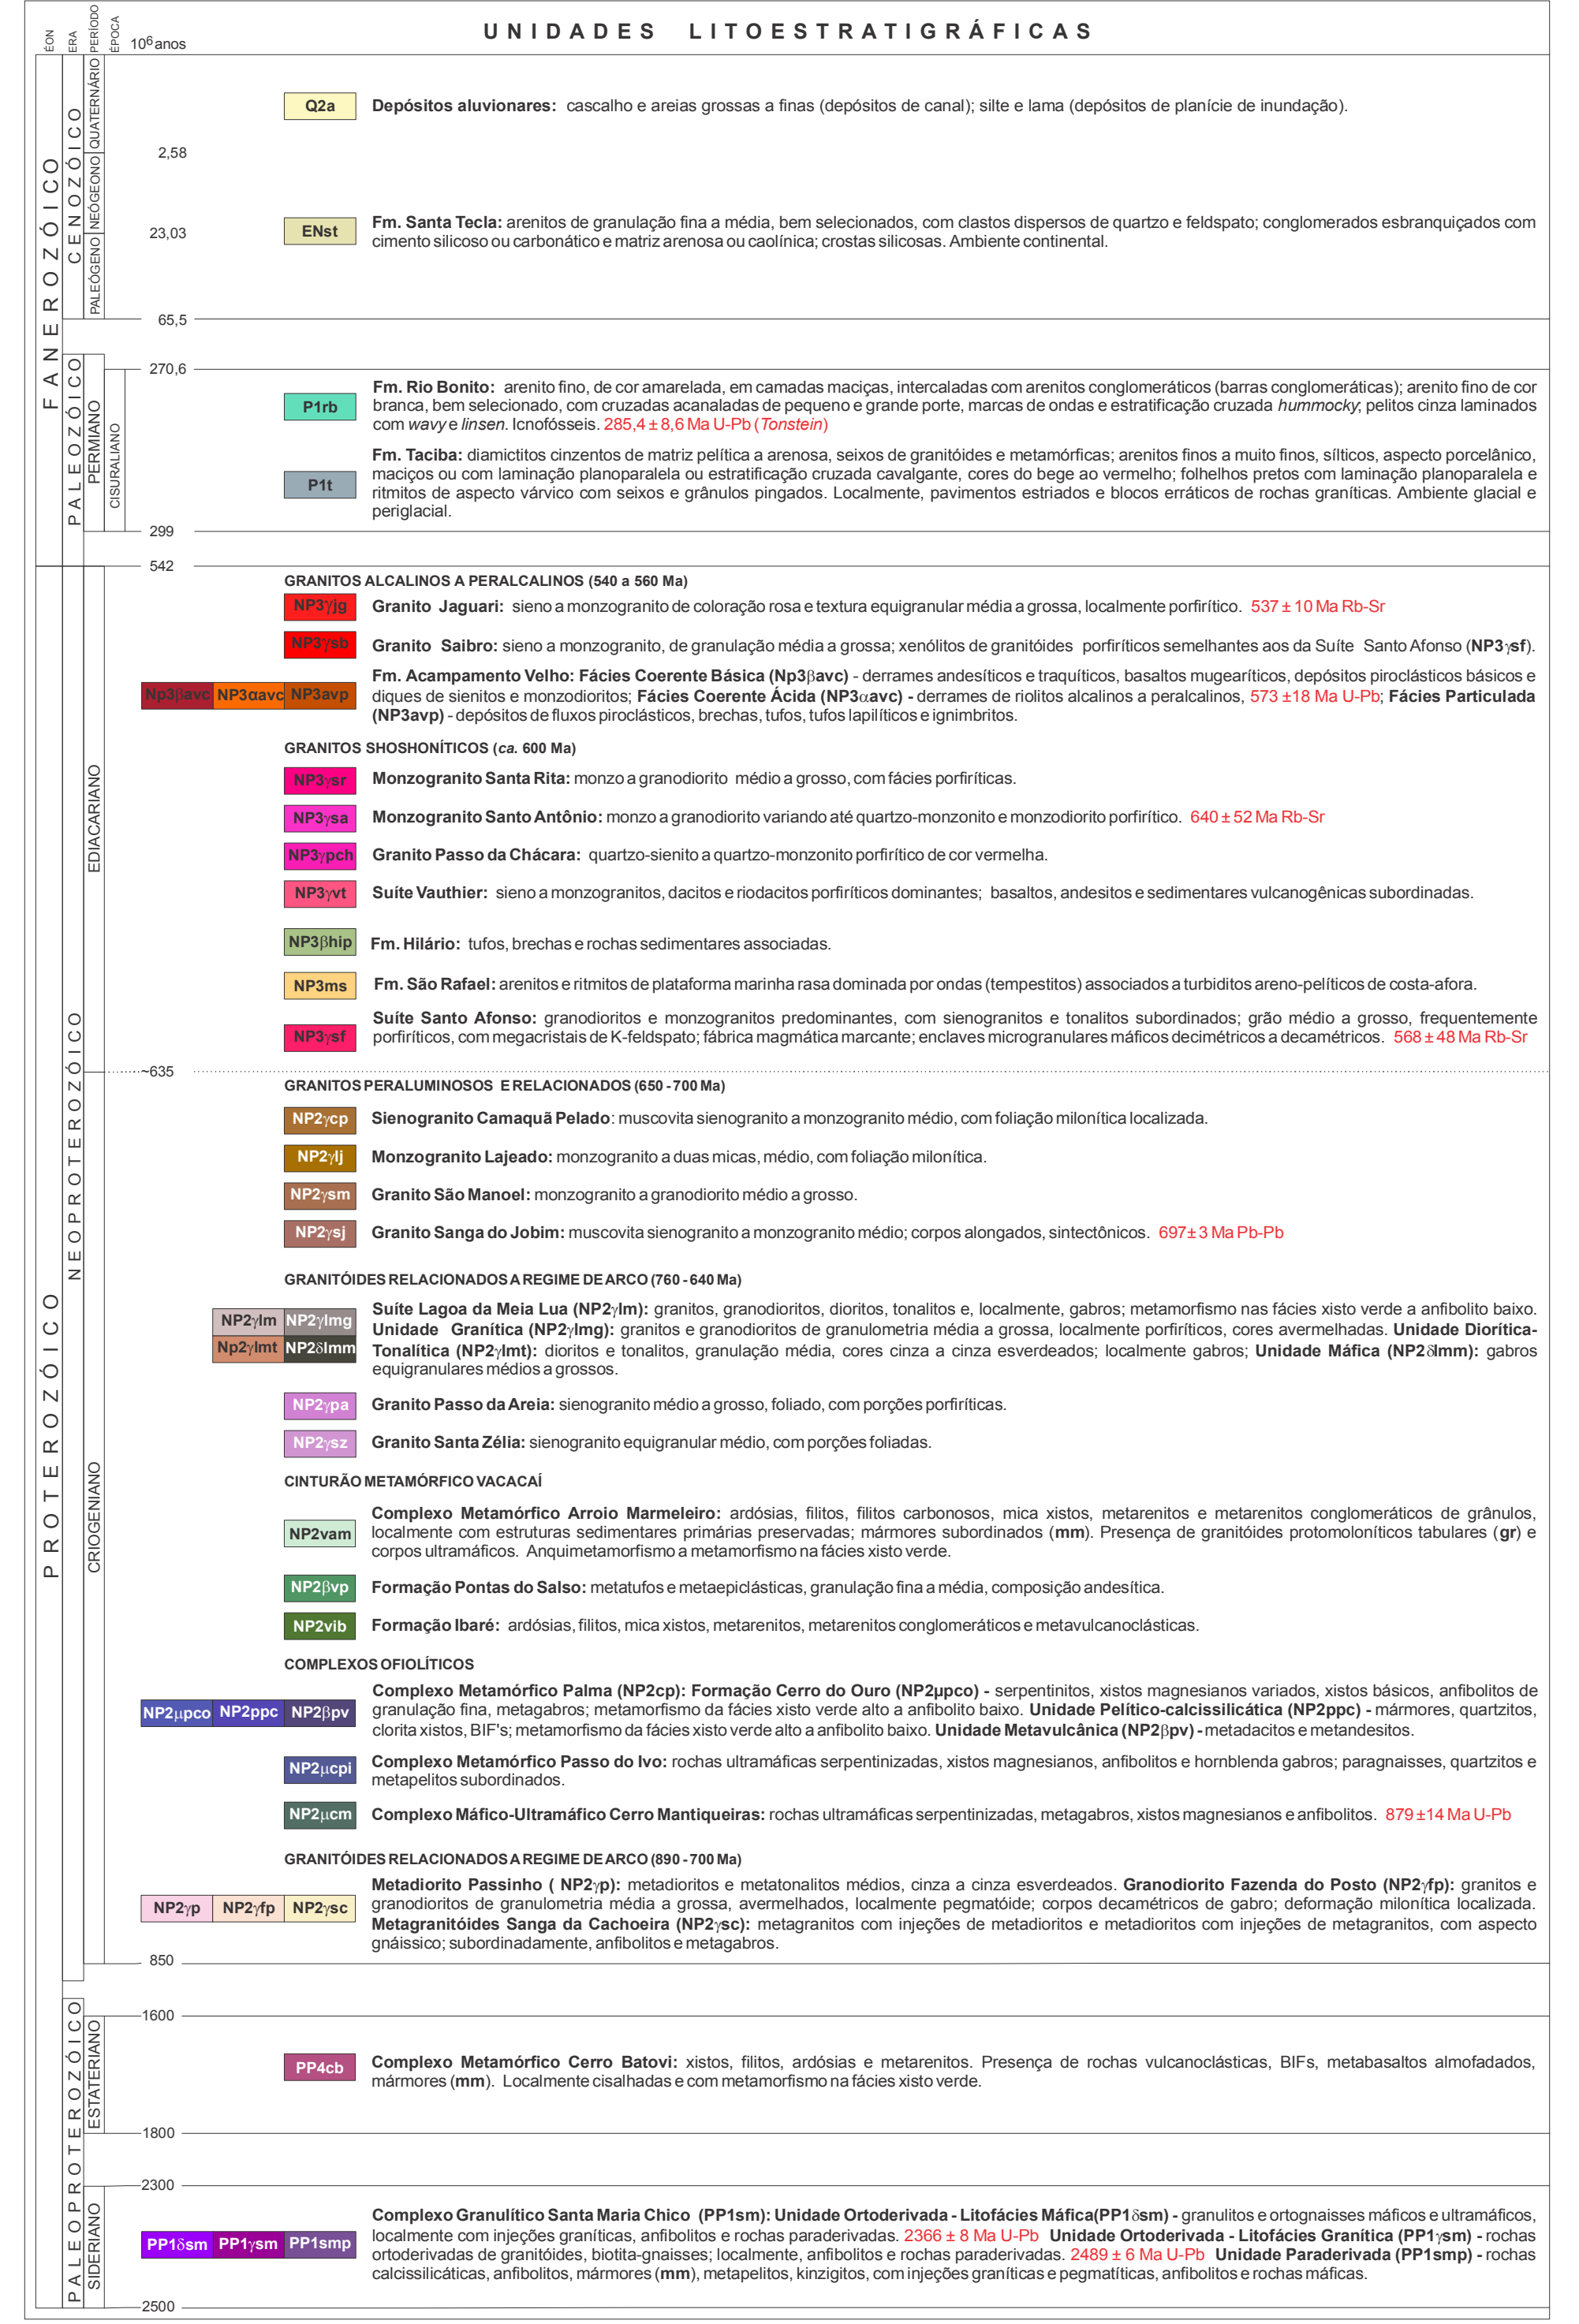 UNIDADES LITOESTRATIGRÁFICAS
ÉON
ERA
PERÍODO
ÉPOCA
10⁶ anos
FANEROZÓICO
CENOZÓICO
QUATERNÁRIO
NEÓGEONO
PALEÓGENO
Q2a
Depósitos aluvionares: cascalho e areias grossas a finas (depósitos de canal); silte e lama (depósitos de planície de inundação).
2,58
ENst
Fm. Santa Tecla: arenitos de granulação fina a média, bem selecionados, com clastos dispersos de quartzo e feldspato; conglomerados esbranquiçados com
cimento silicoso ou carbonático e matriz arenosa ou caolínica; crostas silicosas. Ambiente continental.
23,03
65,5
PALEOZÓICO
PERMIANO
CISURALIANO
270,6
P1rb
Fm. Rio Bonito: arenito fino, de cor amarelada, em camadas maciças, intercaladas com arenitos conglomeráticos (barras conglomeráticas); arenito fino de cor
branca, bem selecionado, com cruzadas acanaladas de pequeno e grande porte, marcas de ondas e estratificação cruzada hummocky; pelitos cinza laminados
com wavy e linsen. Icnofósseis. 285,4 ± 8,6 Ma U-Pb (Tonstein)
P1t
Fm. Taciba: diamictitos cinzentos de matriz pelítica a arenosa, seixos de granitóides e metamórficas; arenitos finos a muito finos, sílticos, aspecto porcelânico,
maciços ou com laminação planoparalela ou estratificação cruzada cavalgante, cores do bege ao vermelho; folhelhos pretos com laminação planoparalela e
ritmitos de aspecto várvico com seixos e grânulos pingados. Localmente, pavimentos estriados e blocos erráticos de rochas graníticas. Ambiente glacial e
periglacial.
299
542
PROTEROZÓICO
NEOPROTEROZÓICO
EDIACARIANO
GRANITOS ALCALINOS A PERALCALINOS (540 a 560 Ma)
NP3γjg
Granito Jaguari: sieno a monzogranito de coloração rosa e textura equigranular média a grossa, localmente porfirítico. 537 ± 10 Ma Rb-Sr
NP3γsb
Granito Saibro: sieno a monzogranito, de granulação média a grossa; xenólitos de granitóides porfiríticos semelhantes aos da Suíte Santo Afonso (NP3γsf).
Np3βavc NP3αavc NP3avp
Fm. Acampamento Velho: Fácies Coerente Básica (Np3βavc) - derrames andesíticos e traquíticos, basaltos mugearíticos, depósitos piroclásticos básicos e
diques de sienitos e monzodioritos; Fácies Coerente Ácida (NP3αavc) - derrames de riolitos alcalinos a peralcalinos, 573 ±18 Ma U-Pb; Fácies Particulada
(NP3avp) - depósitos de fluxos piroclásticos, brechas, tufos, tufos lapilíticos e ignimbritos.
GRANITOS SHOSHONÍTICOS (ca. 600 Ma)
NP3γsr
Monzogranito Santa Rita: monzo a granodiorito médio a grosso, com fácies porfiríticas.
NP3γsa
Monzogranito Santo Antônio: monzo a granodiorito variando até quartzo-monzonito e monzodiorito porfirítico. 640 ± 52 Ma Rb-Sr
NP3γpch
Granito Passo da Chácara: quartzo-sienito a quartzo-monzonito porfirítico de cor vermelha.
NP3γvt
Suíte Vauthier: sieno a monzogranitos, dacitos e riodacitos porfiríticos dominantes; basaltos, andesitos e sedimentares vulcanogênicas subordinadas.
NP3βhip
Fm. Hilário: tufos, brechas e rochas sedimentares associadas.
NP3ms
Fm. São Rafael: arenitos e ritmitos de plataforma marinha rasa dominada por ondas (tempestitos) associados a turbiditos areno-pelíticos de costa-afora.
NP3γsf
Suíte Santo Afonso: granodioritos e monzogranitos predominantes, com sienogranitos e tonalitos subordinados; grão médio a grosso, frequentemente
porfiríticos, com megacristais de K-feldspato; fábrica magmática marcante; enclaves microgranulares máficos decimétricos a decamétricos. 568 ± 48 Ma Rb-Sr
~635
CRIOGENIANO
GRANITOS PERALUMINOSOS E RELACIONADOS (650 - 700 Ma)
NP2γcp
Sienogranito Camaquã Pelado: muscovita sienogranito a monzogranito médio, com foliação milonítica localizada.
NP2γlj
Monzogranito Lajeado: monzogranito a duas micas, médio, com foliação milonítica.
NP2γsm
Granito São Manoel: monzogranito a granodiorito médio a grosso.
NP2γsj
Granito Sanga do Jobim: muscovita sienogranito a monzogranito médio; corpos alongados, sintectônicos. 697± 3 Ma Pb-Pb
GRANITÓIDES RELACIONADOS A REGIME DE ARCO (760 - 640 Ma)
NP2γlm NP2γlmg
Np2γlmt NP2δlmm
Suíte Lagoa da Meia Lua (NP2γlm): granitos, granodioritos, dioritos, tonalitos e, localmente, gabros; metamorfismo nas fácies xisto verde a anfibolito baixo.
Unidade Granítica (NP2γlmg): granitos e granodioritos de granulometria média a grossa, localmente porfiríticos, cores avermelhadas. Unidade Diorítica-
Tonalítica (NP2γlmt): dioritos e tonalitos, granulação média, cores cinza a cinza esverdeados; localmente gabros; Unidade Máfica (NP2δlmm): gabros
equigranulares médios a grossos.
NP2γpa
Granito Passo da Areia: sienogranito médio a grosso, foliado, com porções porfiríticas.
NP2γsz
Granito Santa Zélia: sienogranito equigranular médio, com porções foliadas.
CINTURÃO METAMÓRFICO VACACAÍ
NP2vam
Complexo Metamórfico Arroio Marmeleiro: ardósias, filitos, filitos carbonosos, mica xistos, metarenitos e metarenitos conglomeráticos de grânulos,
localmente com estruturas sedimentares primárias preservadas; mármores subordinados (mm). Presença de granitóides protomoloníticos tabulares (gr) e
corpos ultramáficos. Anquimetamorfismo a metamorfismo na fácies xisto verde.
NP2βvp
Formação Pontas do Salso: metatufos e metaepiclásticas, granulação fina a média, composição andesítica.
NP2vib
Formação Ibaré: ardósias, filitos, mica xistos, metarenitos, metarenitos conglomeráticos e metavulcanoclásticas.
COMPLEXOS OFIOLÍTICOS
NP2μpco NP2ppc NP2βpv
Complexo Metamórfico Palma (NP2cp): Formação Cerro do Ouro (NP2μpco) - serpentinitos, xistos magnesianos variados, xistos básicos, anfibolitos de
granulação fina, metagabros; metamorfismo da fácies xisto verde alto a anfibolito baixo. Unidade Pelítico-calcissilicática (NP2ppc) - mármores, quartzitos,
clorita xistos, BIF's; metamorfismo da fácies xisto verde alto a anfibolito baixo. Unidade Metavulcânica (NP2βpv) - metadacitos e metandesitos.
NP2μcpi
Complexo Metamórfico Passo do Ivo: rochas ultramáficas serpentinizadas, xistos magnesianos, anfibolitos e hornblenda gabros; paragnaisses, quartzitos e
metapelitos subordinados.
NP2μcm
Complexo Máfico-Ultramáfico Cerro Mantiqueiras: rochas ultramáficas serpentinizadas, metagabros, xistos magnesianos e anfibolitos. 879 ±14 Ma U-Pb
GRANITÓIDES RELACIONADOS A REGIME DE ARCO (890 - 700 Ma)
NP2γp NP2γfp NP2γsc
Metadiorito Passinho ( NP2γp): metadioritos e metatonalitos médios, cinza a cinza esverdeados. Granodiorito Fazenda do Posto (NP2γfp): granitos e
granodioritos de granulometria média a grossa, avermelhados, localmente pegmatóide; corpos decamétricos de gabro; deformação milonítica localizada.
Metagranitóides Sanga da Cachoeira (NP2γsc): metagranitos com injeções de metadioritos e metadioritos com injeções de metagranitos, com aspecto
gnáissico; subordinadamente, anfibolitos e metagabros.
850
PALEOPROTEROZÓICO
ESTATERIANO
1600
PP4cb
Complexo Metamórfico Cerro Batovi: xistos, filitos, ardósias e metarenitos. Presença de rochas vulcanoclásticas, BIFs, metabasaltos almofadados,
mármores (mm). Localmente cisalhadas e com metamorfismo na fácies xisto verde.
1800
SIDERIANO
2300
PP1δsm PP1γsm PP1smp
Complexo Granulítico Santa Maria Chico (PP1sm): Unidade Ortoderivada - Litofácies Máfica(PP1δsm) - granulitos e ortognaisses máficos e ultramáficos,
localmente com injeções graníticas, anfibolitos e rochas paraderivadas. 2366 ± 8 Ma U-Pb Unidade Ortoderivada - Litofácies Granítica (PP1γsm) - rochas
ortoderivadas de granitóides, biotita-gnaisses; localmente, anfibolitos e rochas paraderivadas. 2489 ± 6 Ma U-Pb Unidade Paraderivada (PP1smp) - rochas
calcissilicáticas, anfibolitos, mármores (mm), metapelitos, kinzigitos, com injeções graníticas e pegmatíticas, anfibolitos e rochas máficas.
2500